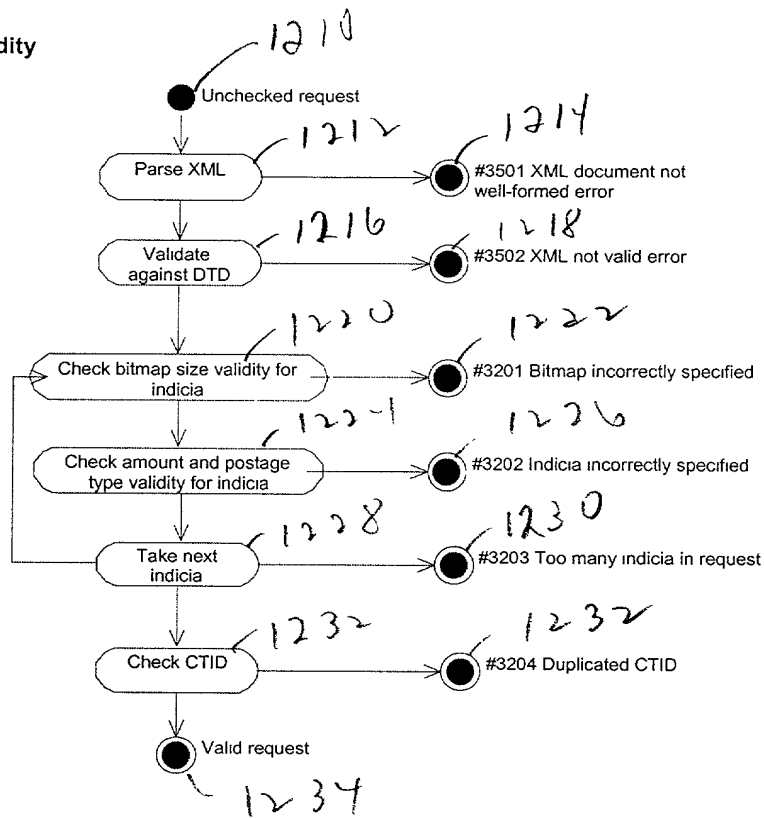 dity
1210
Unchecked request
1212
1214
Parse XML
#3501 XML document not
well-formed error
1216
1218
Validate
against DTD
#3502 XML not valid error
1220
1222
Check bitmap size validity for
indicia
#3201 Bitmap incorrectly specified
1224
1226
Check amount and postage
type validity for indicia
#3202 Indicia incorrectly specified
1228
1230
Take next
indicia
#3203 Too many indicia in request
1232
1232
Check CTID
#3204 Duplicated CTID
Valid request
1234